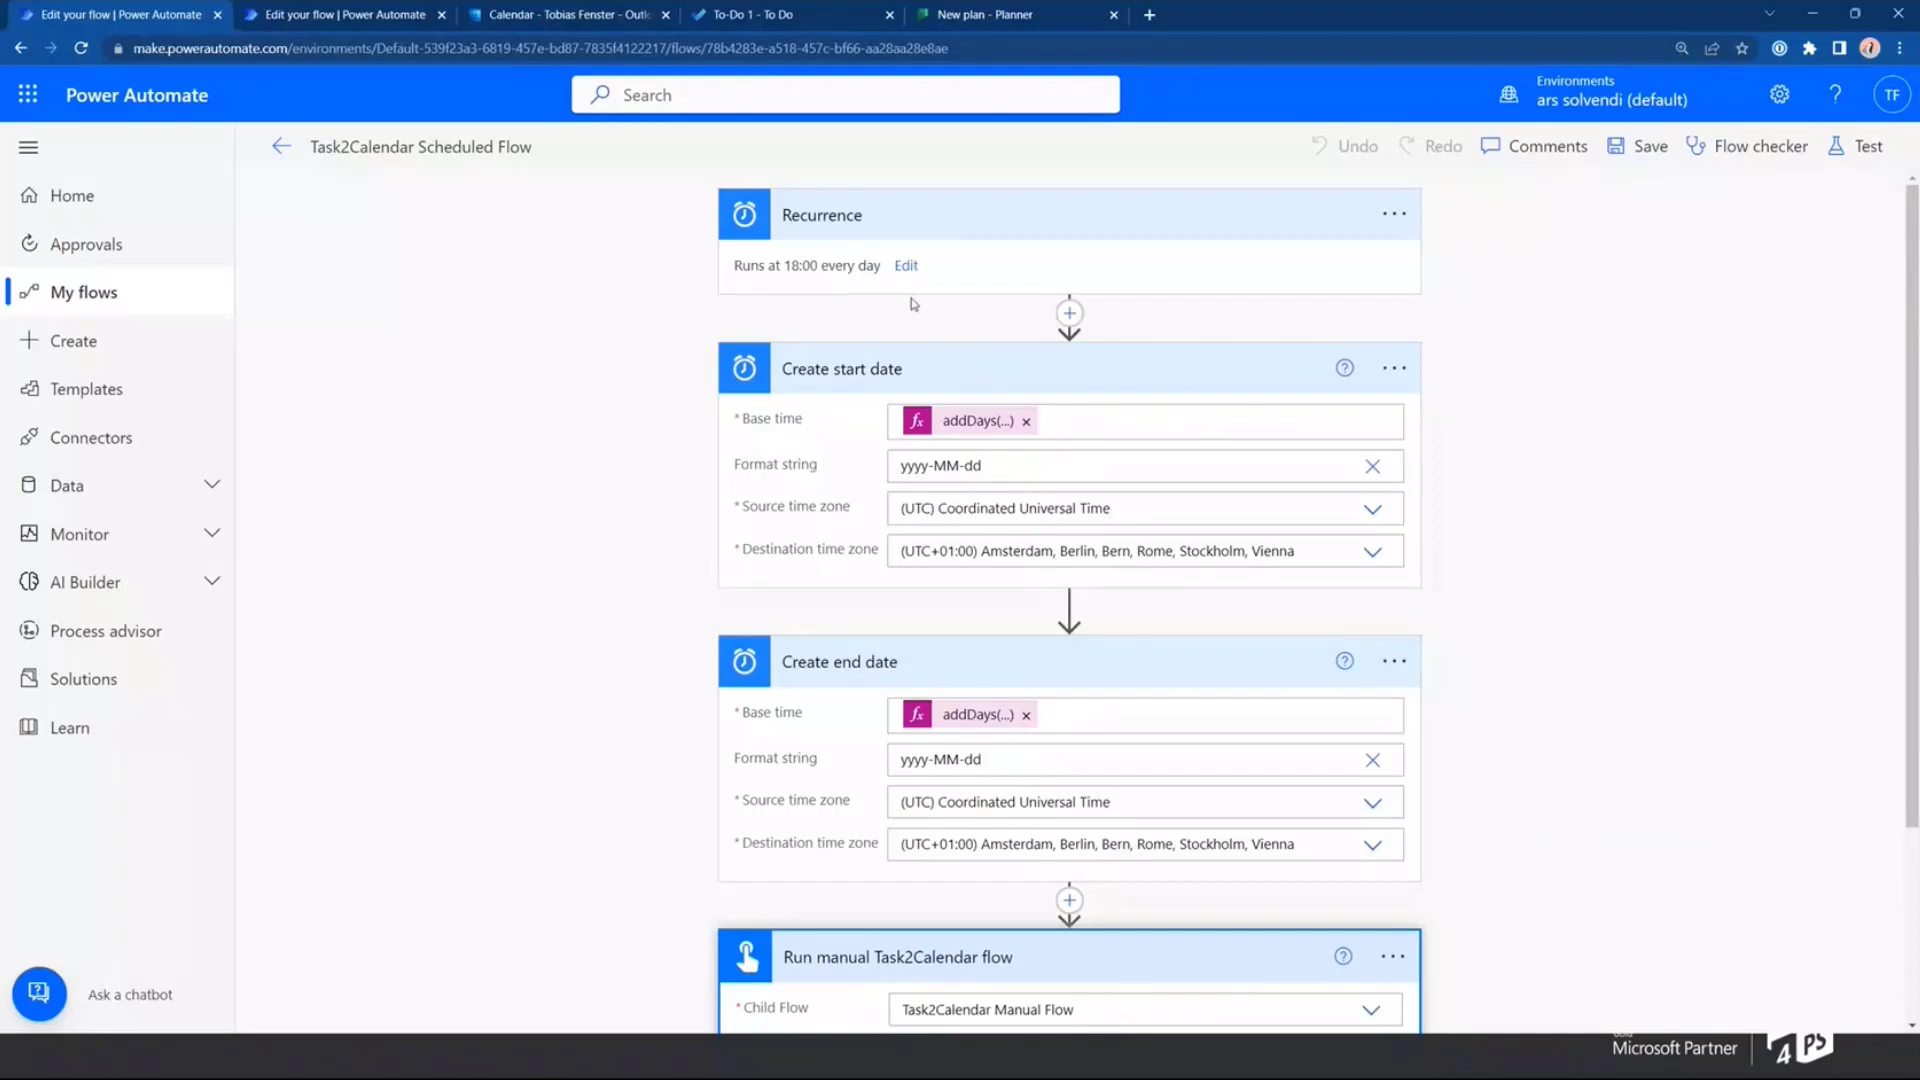 Edit your flow | Power Automate
Edit your flow | Power Automate
Calendar - Tobias Fenster - Outlo
To-Do 1 - To Do
New plan - Planner
make.powerautomate.com/environments/Default-539f23a3-6819-457e-bd87-7835f4122217/flows/78b4283e-a518-457c-bf66-aa28aa28e8ae
Power Automate
Search
Environments
ars solvendi (default)
TF
Task2Calendar Scheduled Flow
Undo
Redo
Comments
Save
Flow checker
Test
Home
Approvals
My flows
Create
Templates
Connectors
Data
Monitor
AI Builder
Process advisor
Solutions
Learn
Ask a chatbot
Recurrence
Runs at 18:00 every day Edit
Create start date
* Base time
fx addDays(...) ×
Format string
yyyy-MM-dd
* Source time zone
(UTC) Coordinated Universal Time
* Destination time zone
(UTC+01:00) Amsterdam, Berlin, Bern, Rome, Stockholm, Vienna
Create end date
* Base time
fx addDays(...) ×
Format string
yyyy-MM-dd
* Source time zone
(UTC) Coordinated Universal Time
* Destination time zone
(UTC+01:00) Amsterdam, Berlin, Bern, Rome, Stockholm, Vienna
Run manual Task2Calendar flow
* Child Flow
Task2Calendar Manual Flow
Microsoft Partner
4PS